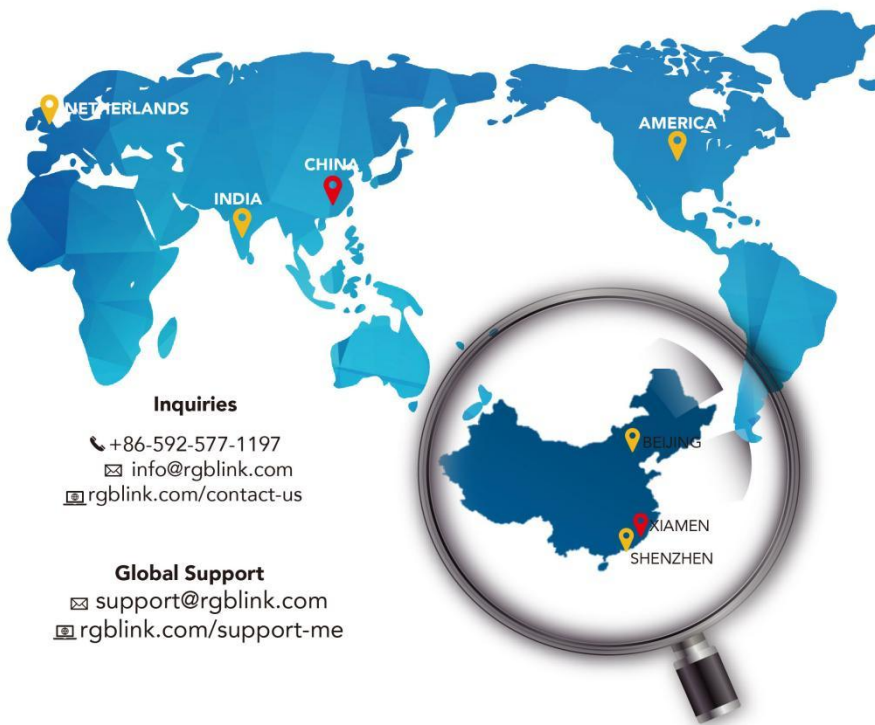 NETHERLANDS
AMERICA
CHINA
INDIA
Inquiries
+86-592-577-1197
info@rgblink.com
rgblink.com/contact-us
BEIJING
XIAMEN
SHENZHEN
Global Support
support@rgblink.com
rgblink.com/support-me